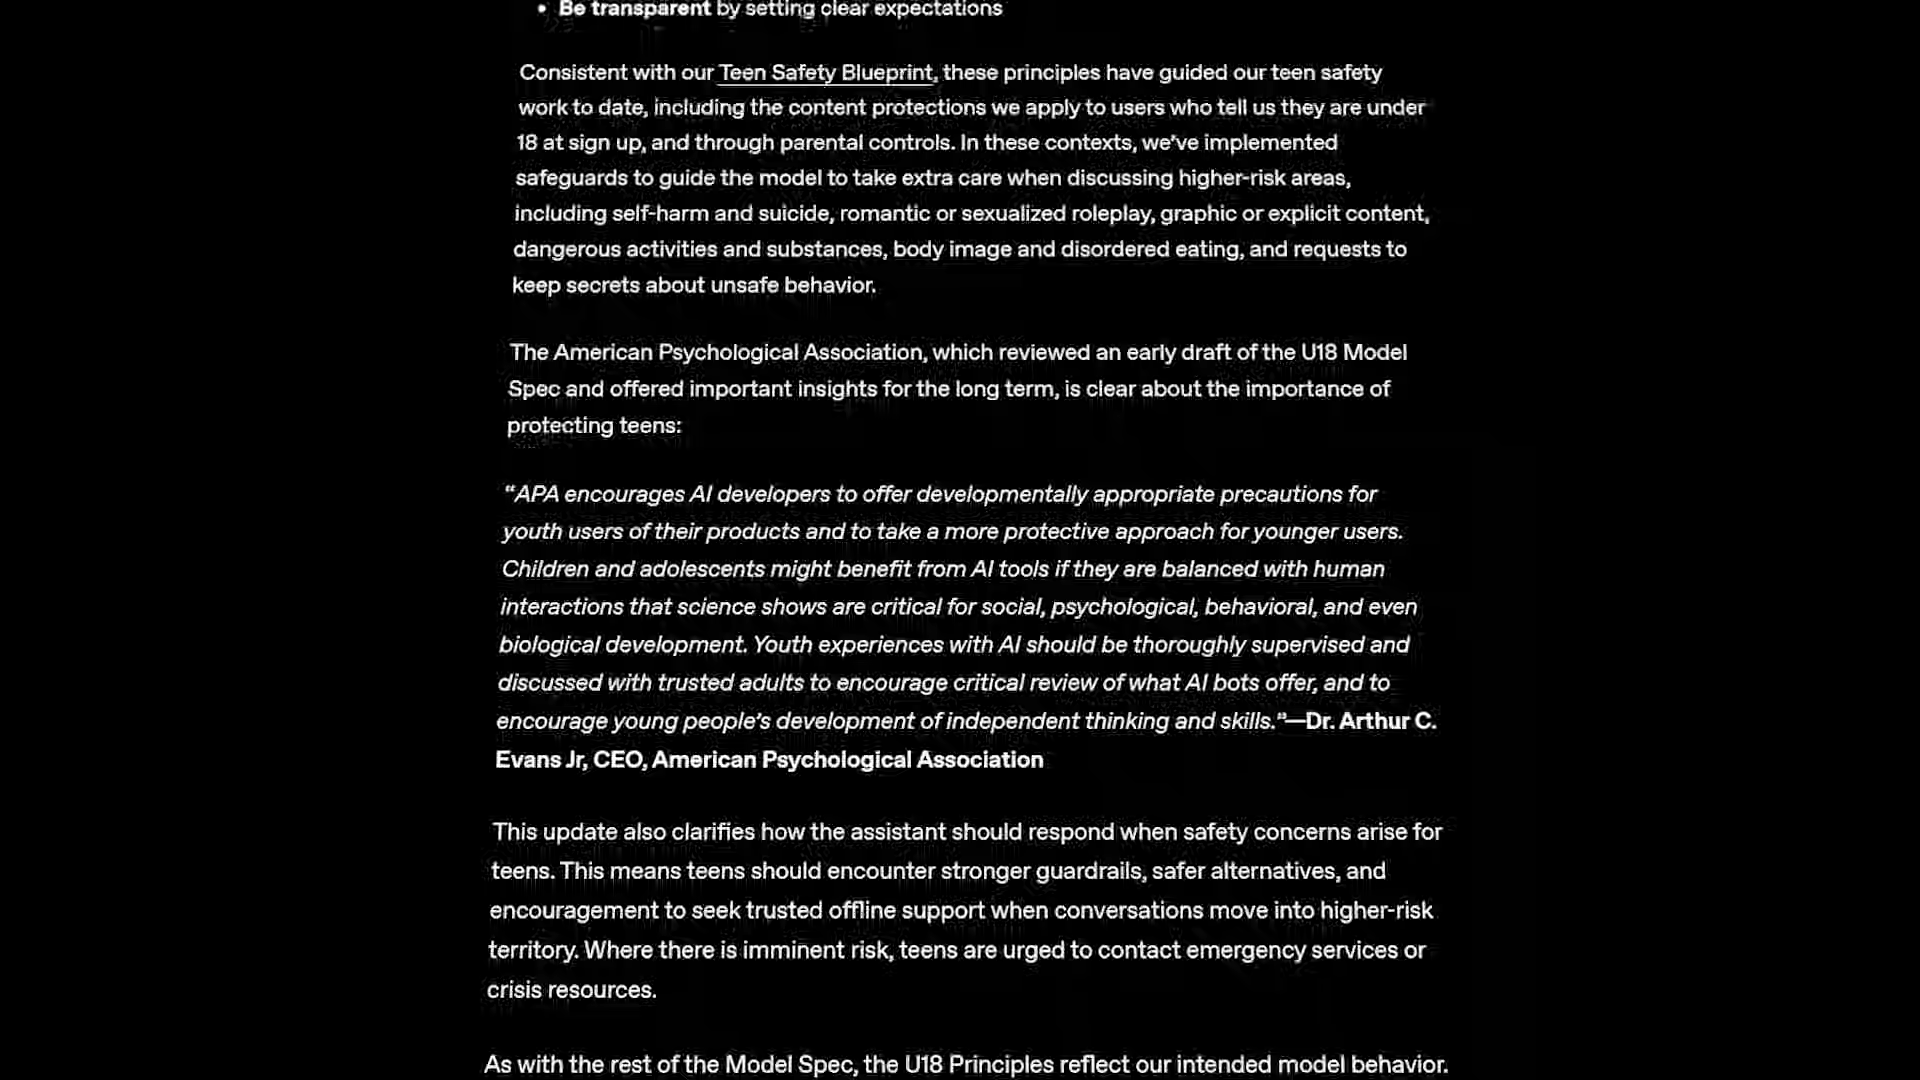 • Be transparent by setting clear expectations
Consistent with our Teen Safety Blueprint, these principles have guided our teen safety
work to date, including the content protections we apply to users who tell us they are under
18 at sign up, and through parental controls. In these contexts, we've implemented
safeguards to guide the model to take extra care when discussing higher-risk areas,
including self-harm and suicide, romantic or sexualized roleplay, graphic or explicit content,
dangerous activities and substances, body image and disordered eating, and requests to
keep secrets about unsafe behavior.
The American Psychological Association, which reviewed an early draft of the U18 Model
Spec and offered important insights for the long term, is clear about the importance of
protecting teens:
“APA encourages AI developers to offer developmentally appropriate precautions for
youth users of their products and to take a more protective approach for younger users.
Children and adolescents might benefit from AI tools if they are balanced with human
interactions that science shows are critical for social, psychological, behavioral, and even
biological development. Youth experiences with AI should be thoroughly supervised and
discussed with trusted adults to encourage critical review of what AI bots offer, and to
encourage young people’s development of independent thinking and skills.”—Dr. Arthur C.
Evans Jr, CEO, American Psychological Association
This update also clarifies how the assistant should respond when safety concerns arise for
teens. This means teens should encounter stronger guardrails, safer alternatives, and
encouragement to seek trusted offline support when conversations move into higher-risk
territory. Where there is imminent risk, teens are urged to contact emergency services or
crisis resources.
As with the rest of the Model Spec, the U18 Principles reflect our intended model behavior.